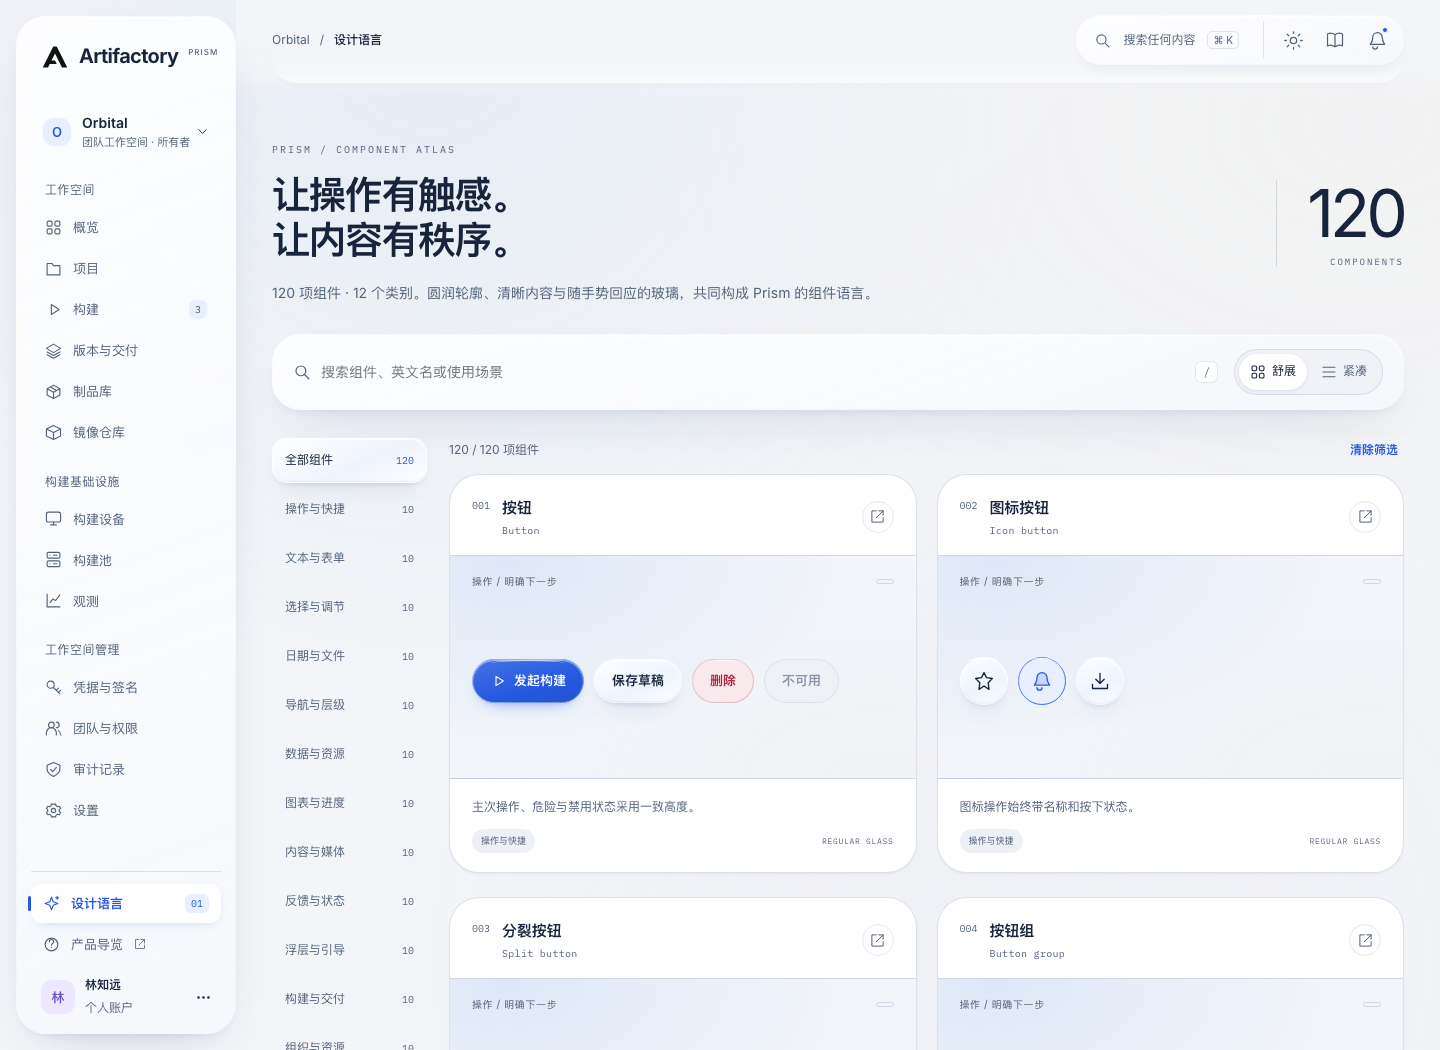 Artifactory PRISM
O Orbital
团队工作空间 · 所有者
工作空间
概览
项目
构建 3
版本与交付
制品库
镜像仓库
构建基础设施
构建设备
构建池
观测
工作空间管理
凭据与签名
团队与权限
审计记录
设置
设计语言 01
产品导览
林 林知远
个人账户
Orbital / 设计语言
搜索任何内容 ⌘ K
PRISM / COMPONENT ATLAS
让操作有触感。
让内容有秩序。
120
COMPONENTS
120 项组件 · 12 个类别。圆润轮廓、清晰内容与随手势回应的玻璃，共同构成 Prism 的组件语言。
搜索组件、英文名或使用场景 /
舒展 紧凑
全部组件 120
操作与快捷 10
文本与表单 10
选择与调节 10
日期与文件 10
导航与层级 10
数据与资源 10
图表与进度 10
内容与媒体 10
反馈与状态 10
浮层与引导 10
构建与交付 10
组织与资源 10
120 / 120 项组件 清除筛选
001 按钮
Button
操作 / 明确下一步
发起构建 保存草稿 删除 不可用
主次操作、危险与禁用状态采用一致高度。
操作与快捷 REGULAR GLASS
002 图标按钮
Icon button
操作 / 明确下一步
图标操作始终带名称和按下状态。
操作与快捷 REGULAR GLASS
003 分裂按钮
Split button
操作 / 明确下一步
004 按钮组
Button group
操作 / 明确下一步